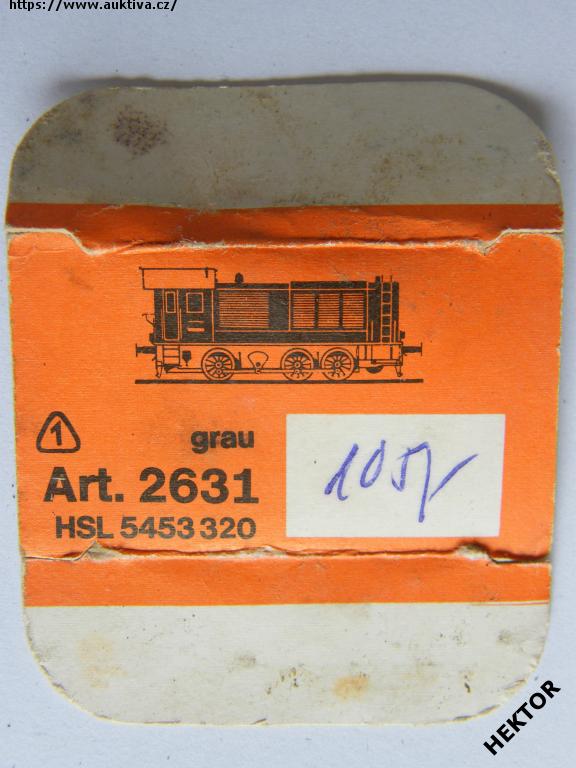 https://www.auktiva.cz/
1
grau
Art. 2631
HSL 5453 320
105,-
HEKTOR